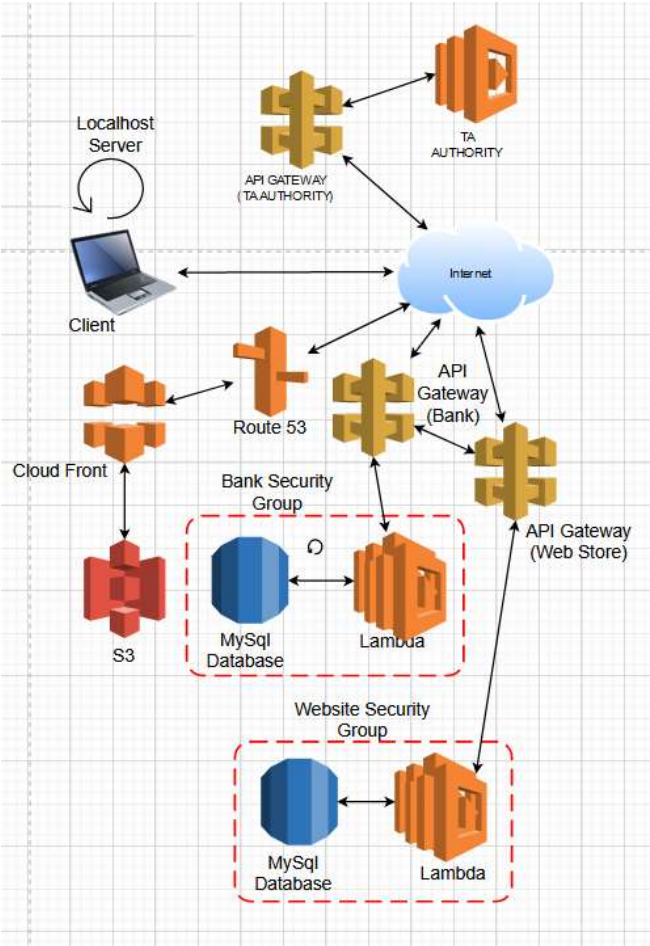 TA
AUTHORITY
Localhost
Server
API GATEWAY
( TA AUTHORITY)
Internet
Client
API
Gateway
(Bank)
Route 53
Cloud Front
Bank Security
Group
API Gateway
(Web Store)
MySql
Database
Lambda
S3
Website Security
Group
MySql
Database
Lambda